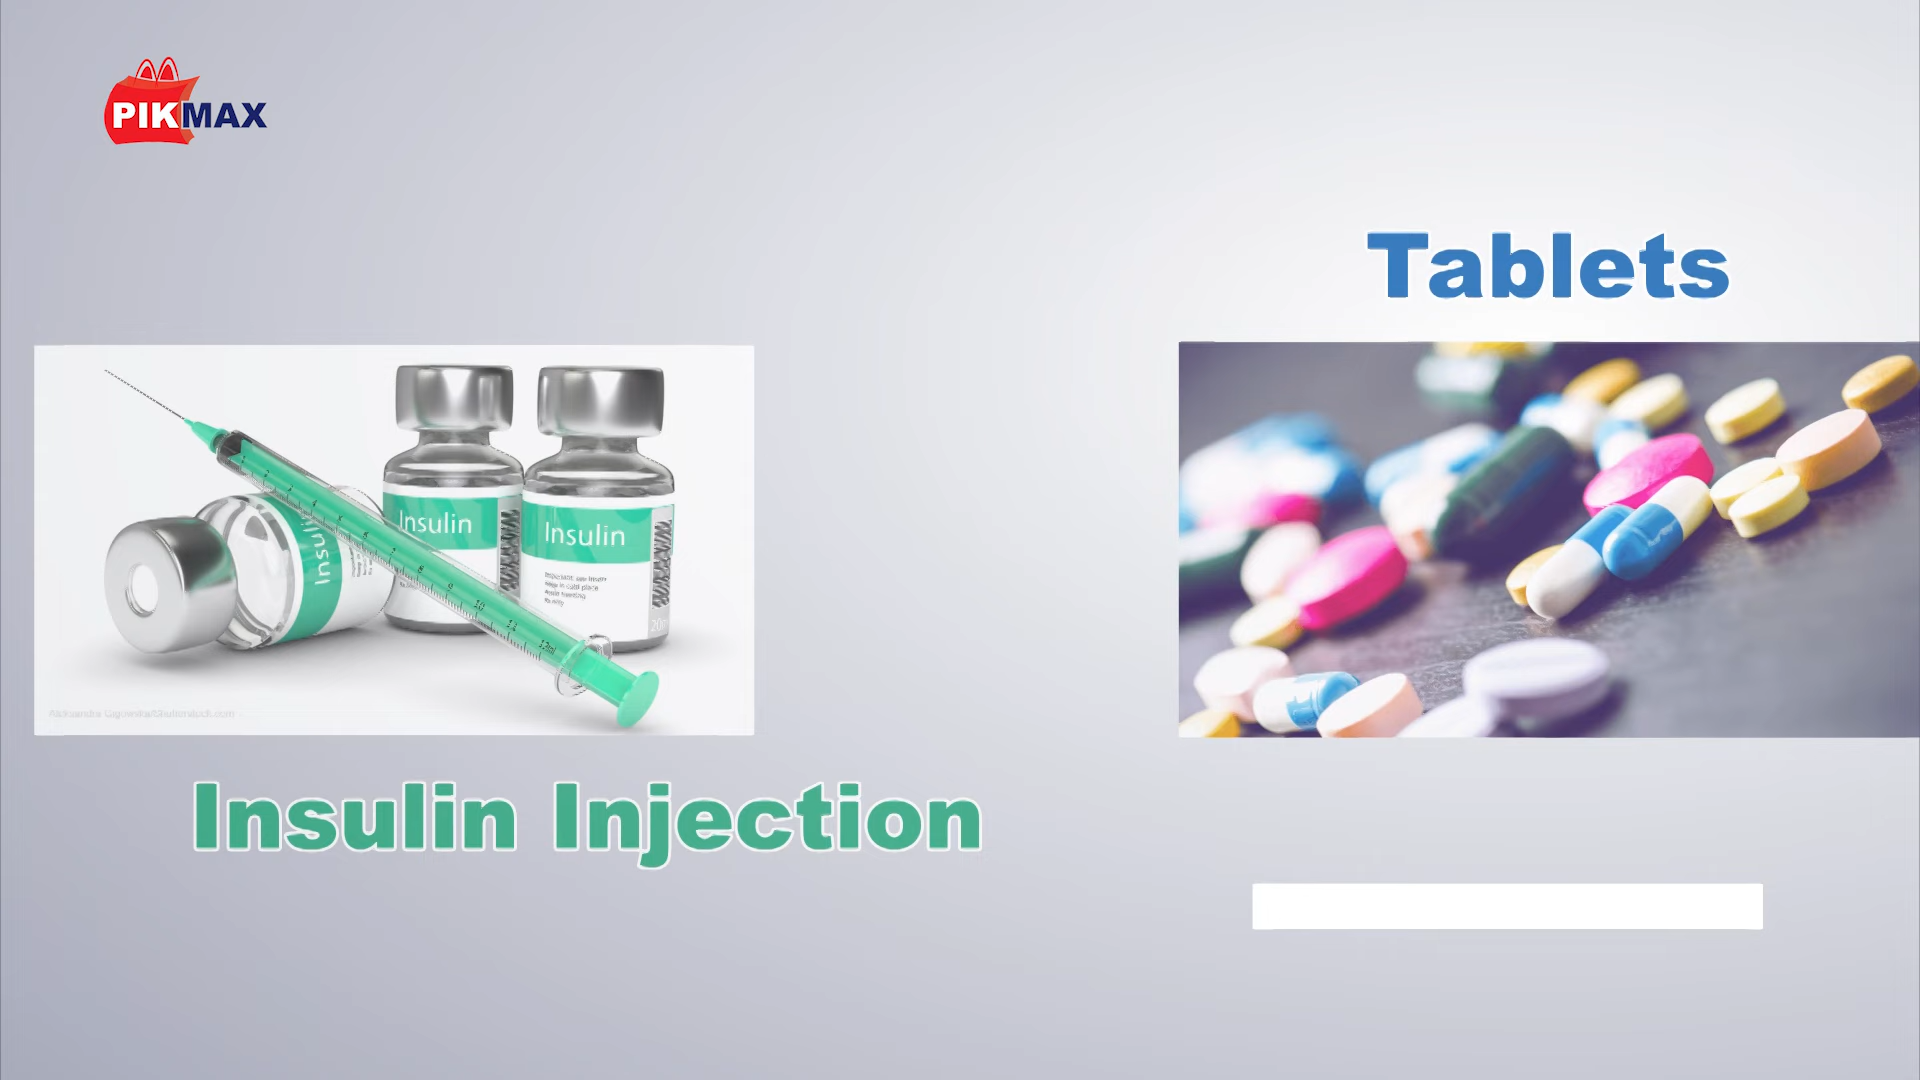 PIKMAX
Tablets
Insulin
Insulin
Insulin
Insulin Injection